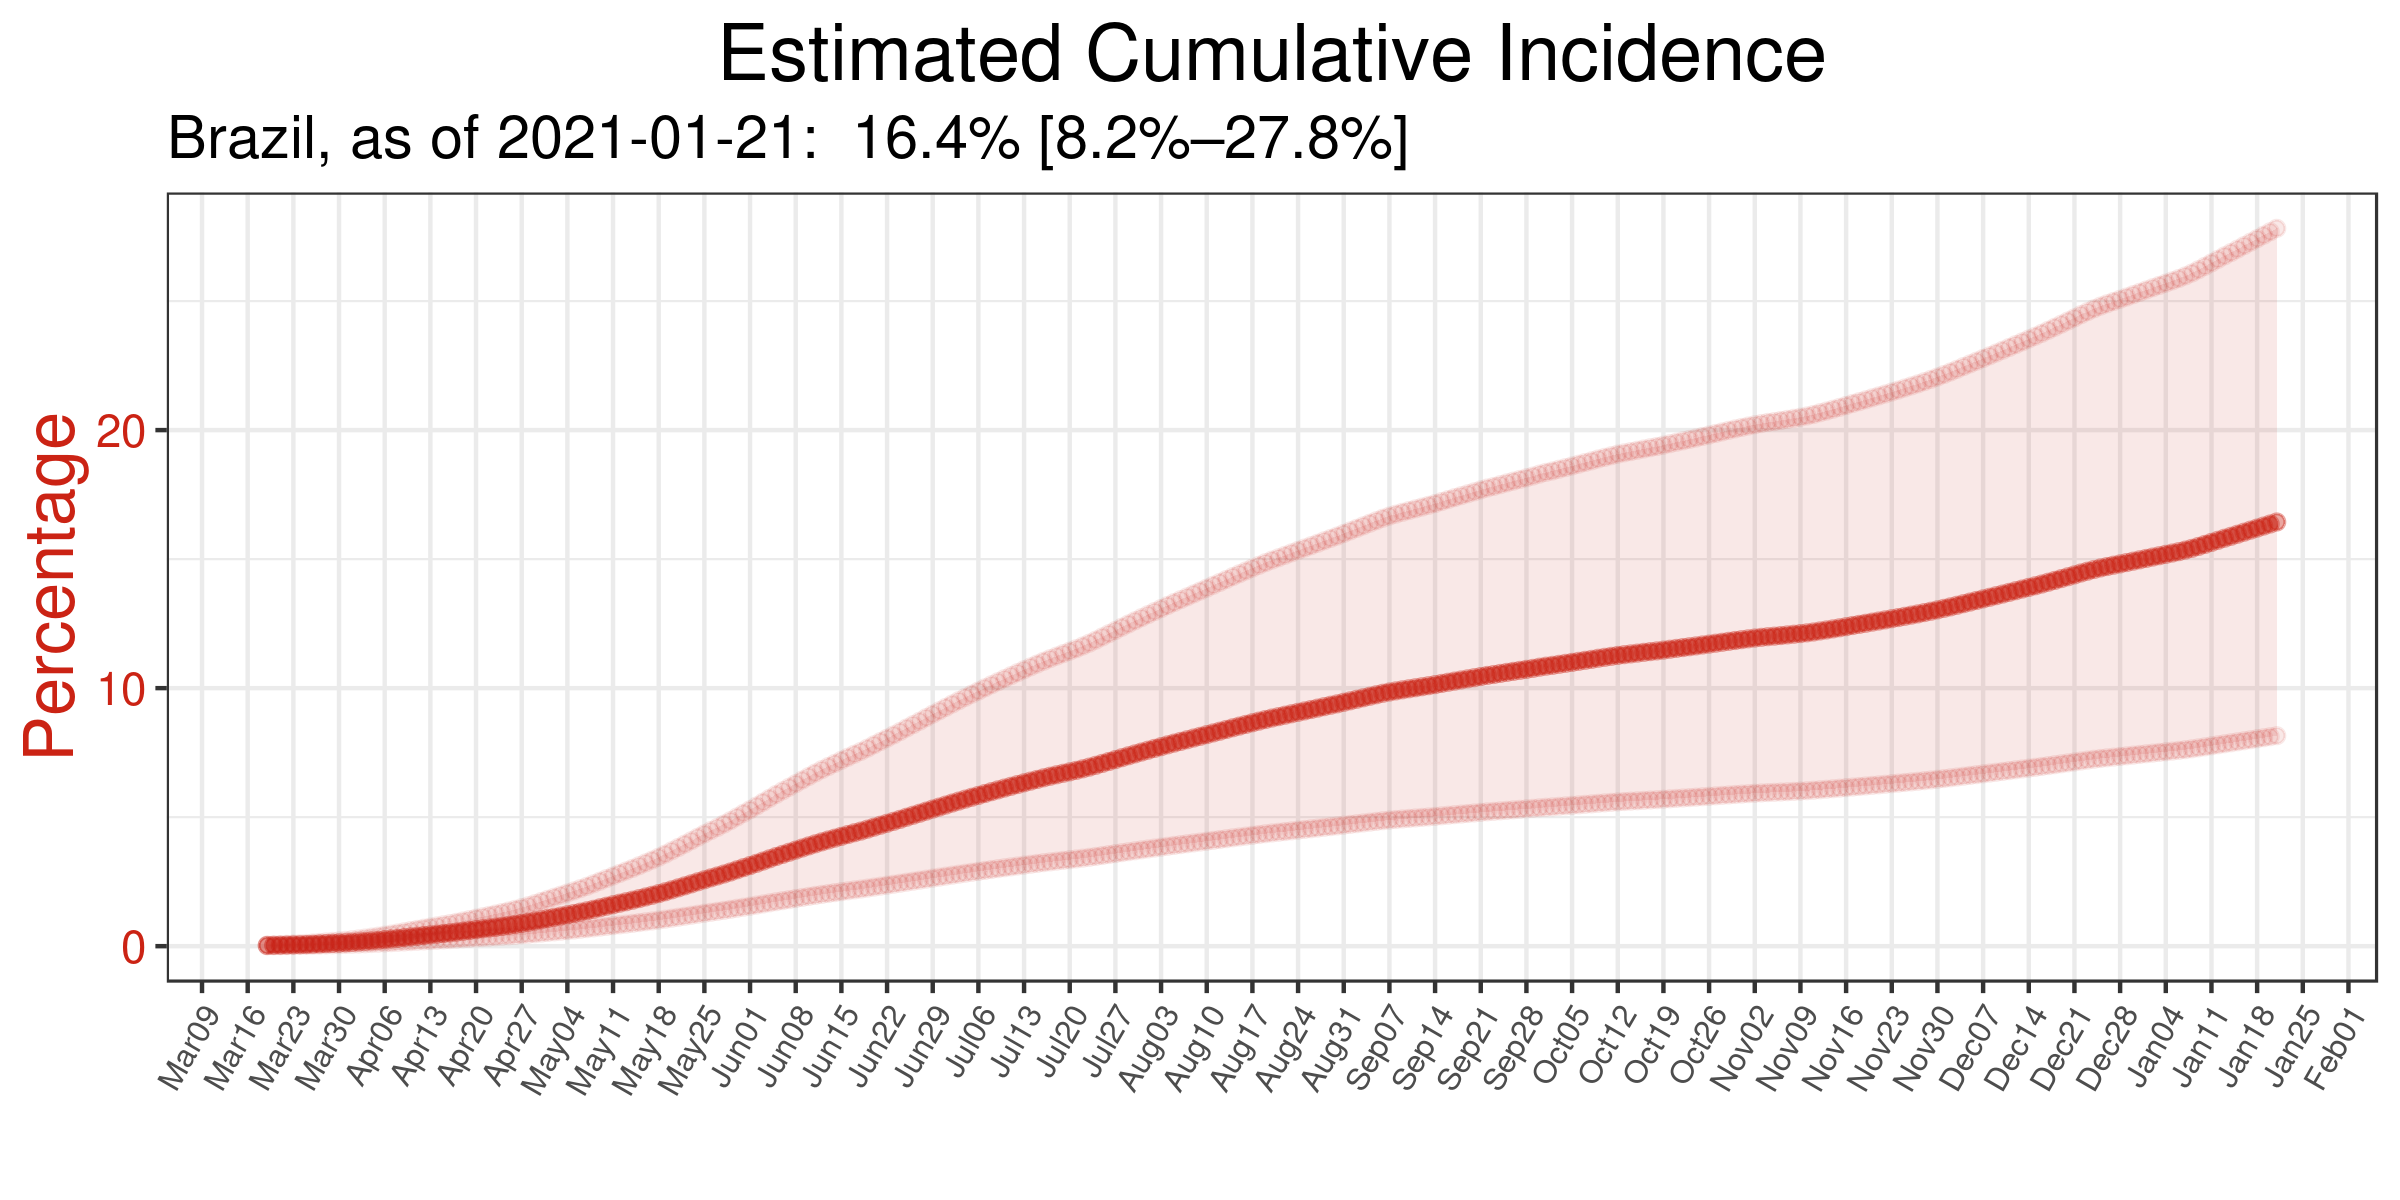 Estimated Cumulative Incidence
Brazil, as of 2021-01-21:  16.4% [8.2%–27.8%]
Percentage
20
10
0
Mar09
Mar16
Mar23
Mar30
Apr06
Apr13
Apr20
Apr27
May04
May11
May18
May25
Jun01
Jun08
Jun15
Jun22
Jun29
Jul06
Jul13
Jul20
Jul27
Aug03
Aug10
Aug17
Aug24
Aug31
Sep07
Sep14
Sep21
Sep28
Oct05
Oct12
Oct19
Oct26
Nov02
Nov09
Nov16
Nov23
Nov30
Dec07
Dec14
Dec21
Dec28
Jan04
Jan11
Jan18
Jan25
Feb01